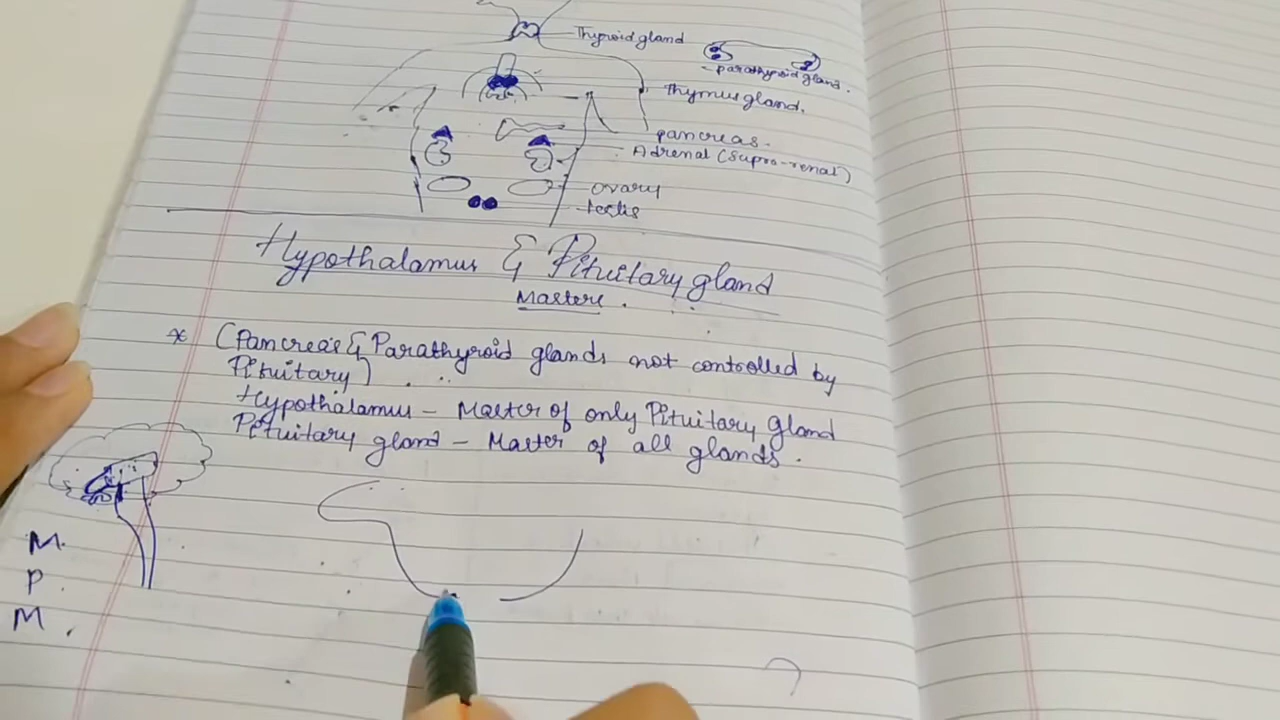 Thyroid gland
- parathyroid gland.
Thymus gland.
pancreas.
Adrenal (Supra-renal)
ovary
testis
Hypothalamus & Pituitary gland
Master.
* (Pancreas & Parathyroid glands not controlled by
Pituitary)
Hypothalamus - Master of only Pituitary Gland
Pituitary gland - Master of all glands.
M.
P.
M.